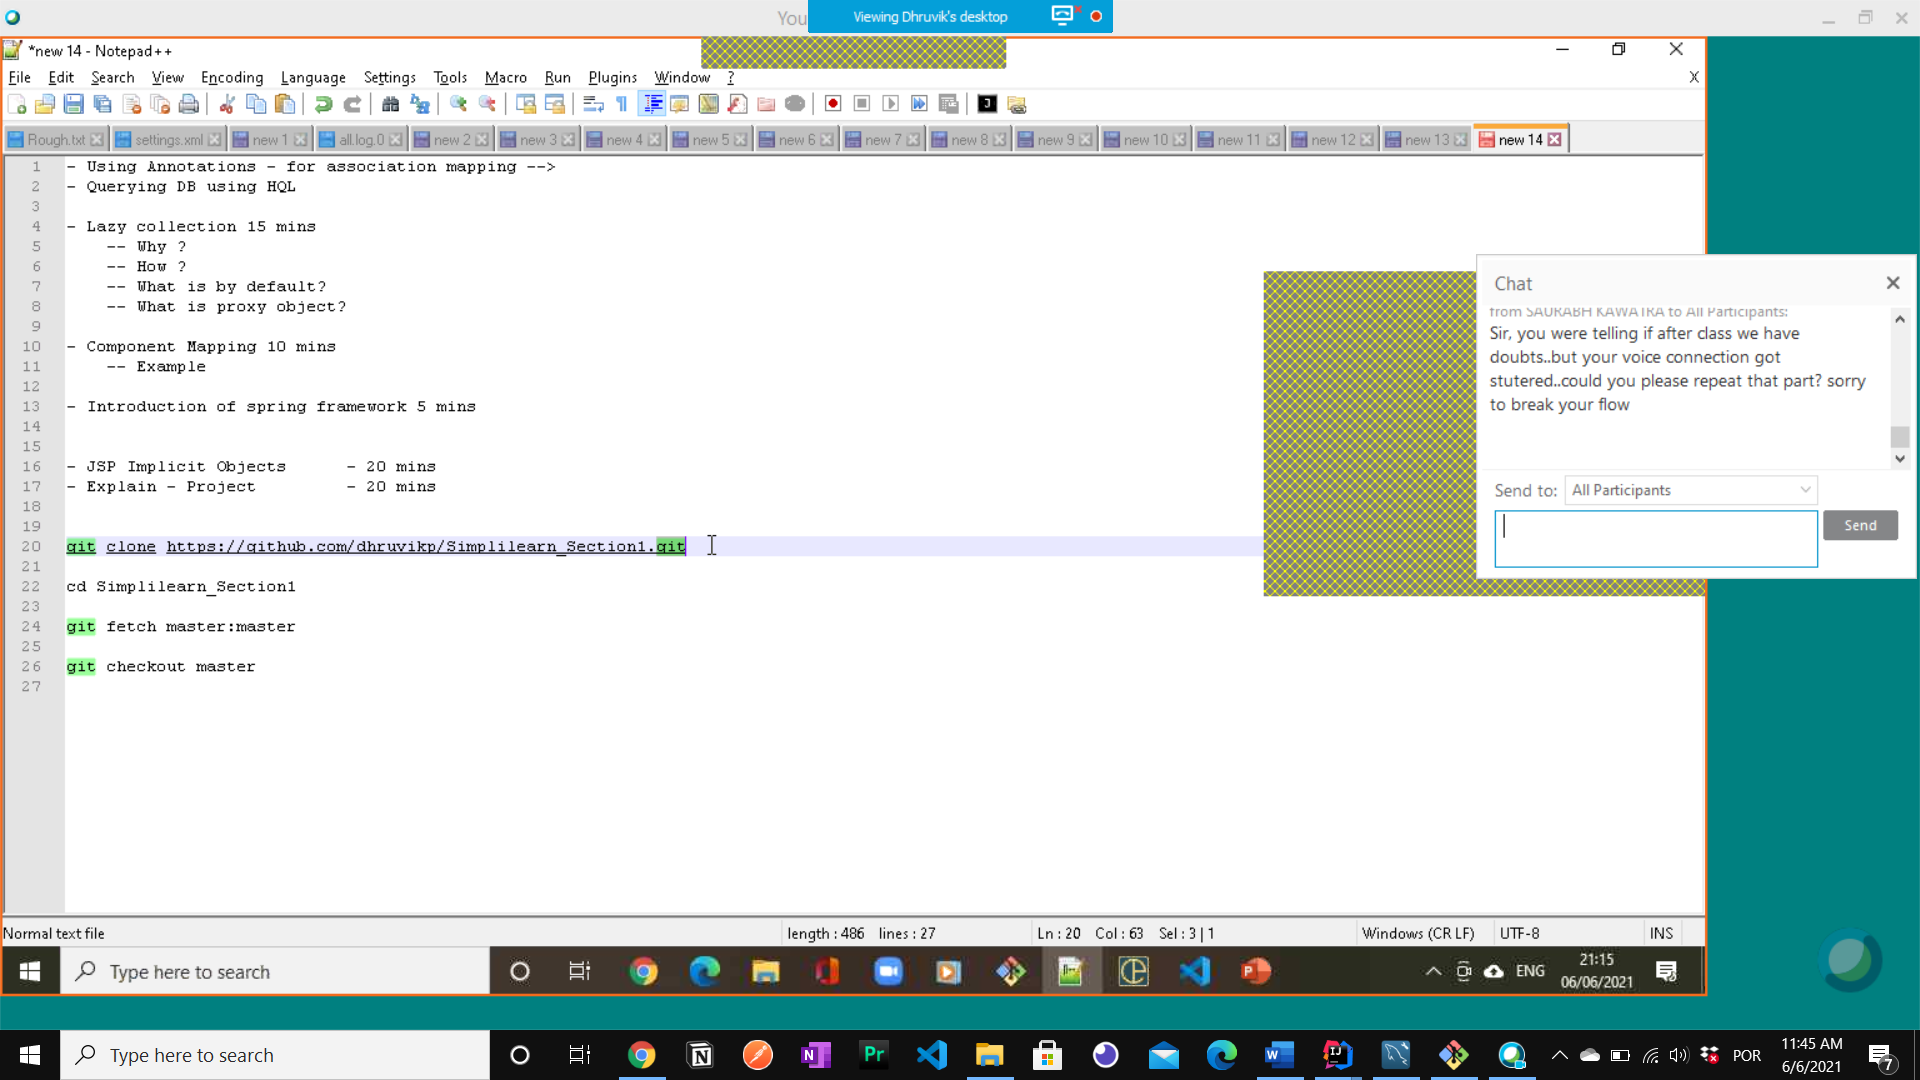 You
Viewing Dhruvik's desktop
*new 14 - Notepad++
File Edit Search View Encoding Language Settings Tools Macro Run Plugins Window ?
X
Rough.txt settings.xml new 1 all.log.0 new 2 new 3 new 4 new 5 new 6 new 7 new 8 new 9 new 10 new 11 new 12 new 13 new 14
1 - Using Annotations - for association mapping -->
2 - Querying DB using HQL
3
4 - Lazy collection 15 mins
5 -- Why ?
6 -- How ?
7 -- What is by default?
8 -- What is proxy object?
9
10 - Component Mapping 10 mins
11 -- Example
12
13 - Introduction of spring framework 5 mins
14
15
16 - JSP Implicit Objects - 20 mins
17 - Explain - Project - 20 mins
18
19
20 git clone https://github.com/dhruvikp/Simplilearn_Section1.git
21
22 cd Simplilearn_Section1
23
24 git fetch master:master
25
26 git checkout master
27
Chat
from SAURABH KAWATRA to All Participants:
Sir, you were telling if after class we have
doubts..but your voice connection got
stutered..could you please repeat that part? sorry
to break your flow
Send to: All Participants
Send
Normal text file length : 486 lines : 27 Ln : 20 Col : 63 Sel : 3 | 1 Windows (CR LF) UTF-8 INS
Type here to search
ENG
21:15
06/06/2021
Type here to search
POR
11:45 AM
6/6/2021
7